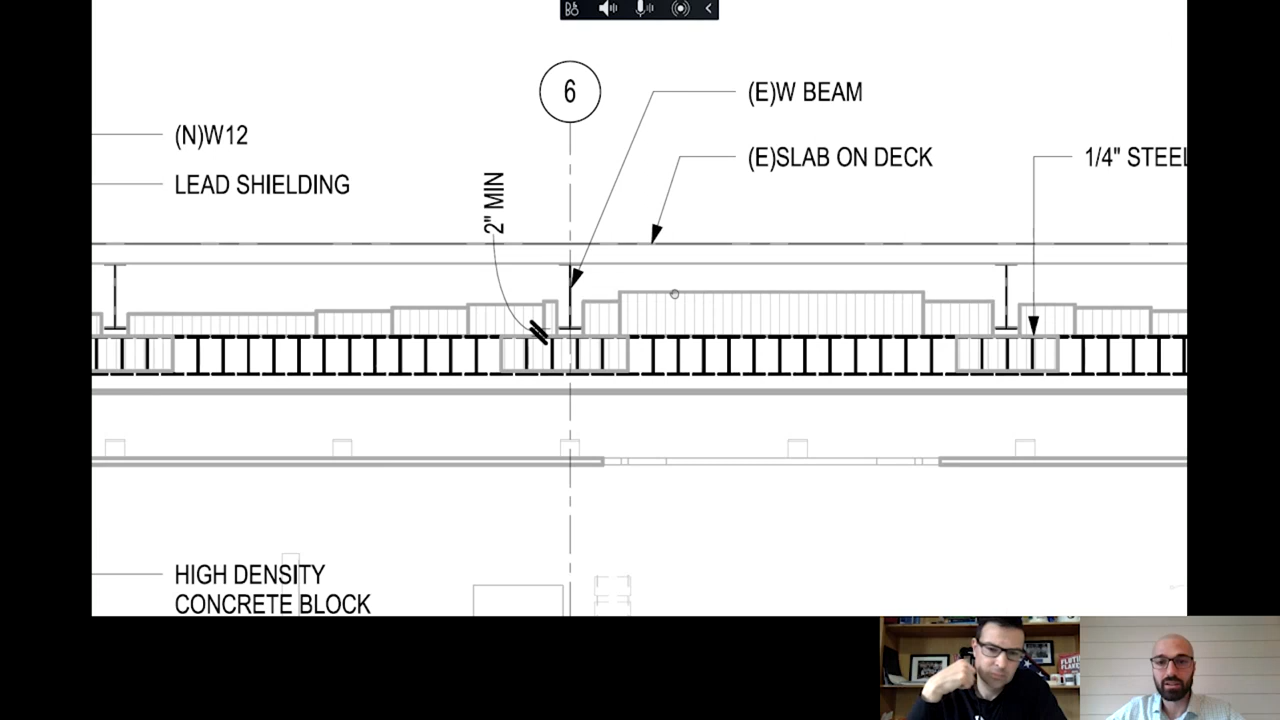 6
(E)W BEAM
(N)W12
(E)SLAB ON DECK
1/4" STEEL
LEAD SHIELDING
2" MIN
HIGH DENSITY
CONCRETE BLOCK